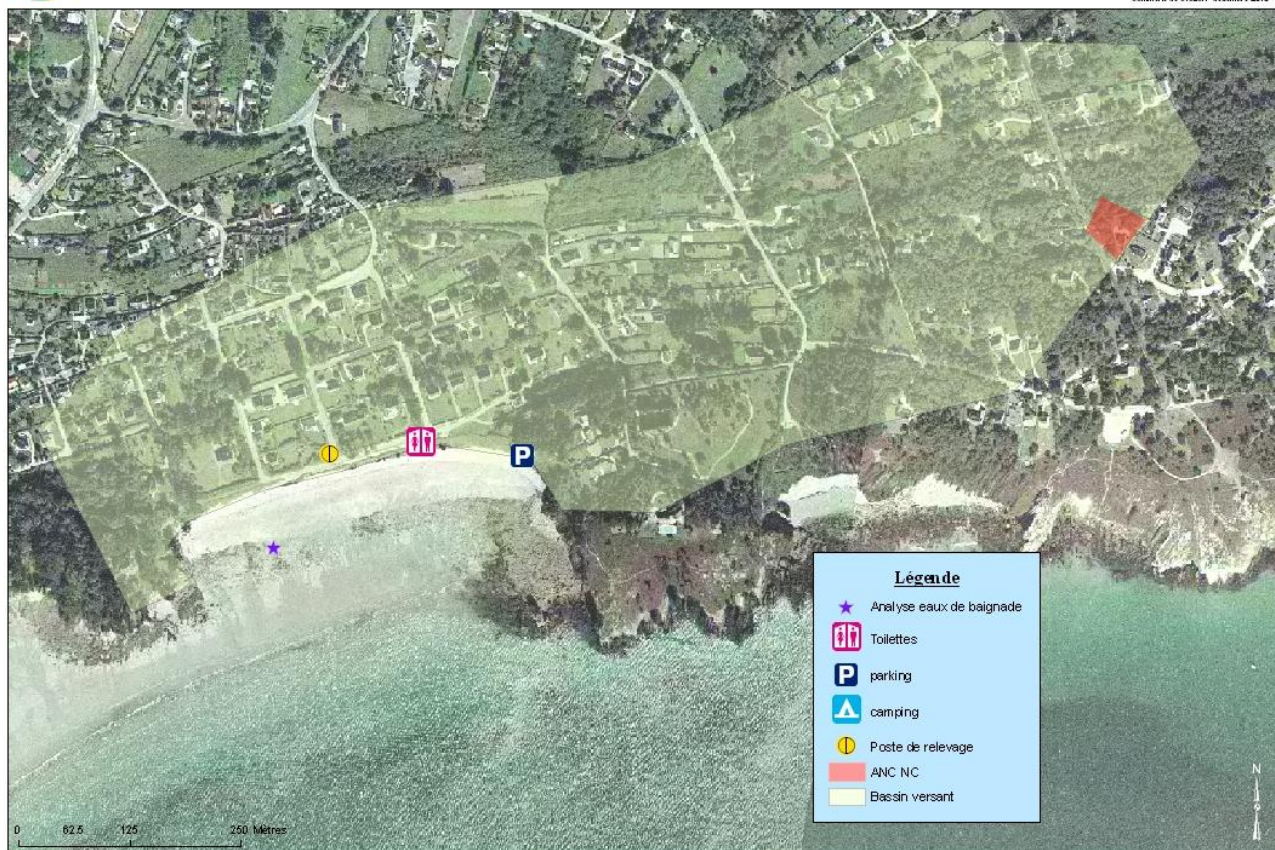 Légende
Analyse eaux de baignade
Toilettes
P parking
camping
Poste de relevage
ANC NC
Bassin versant
P
N
0 62.5 125 250 Mètres